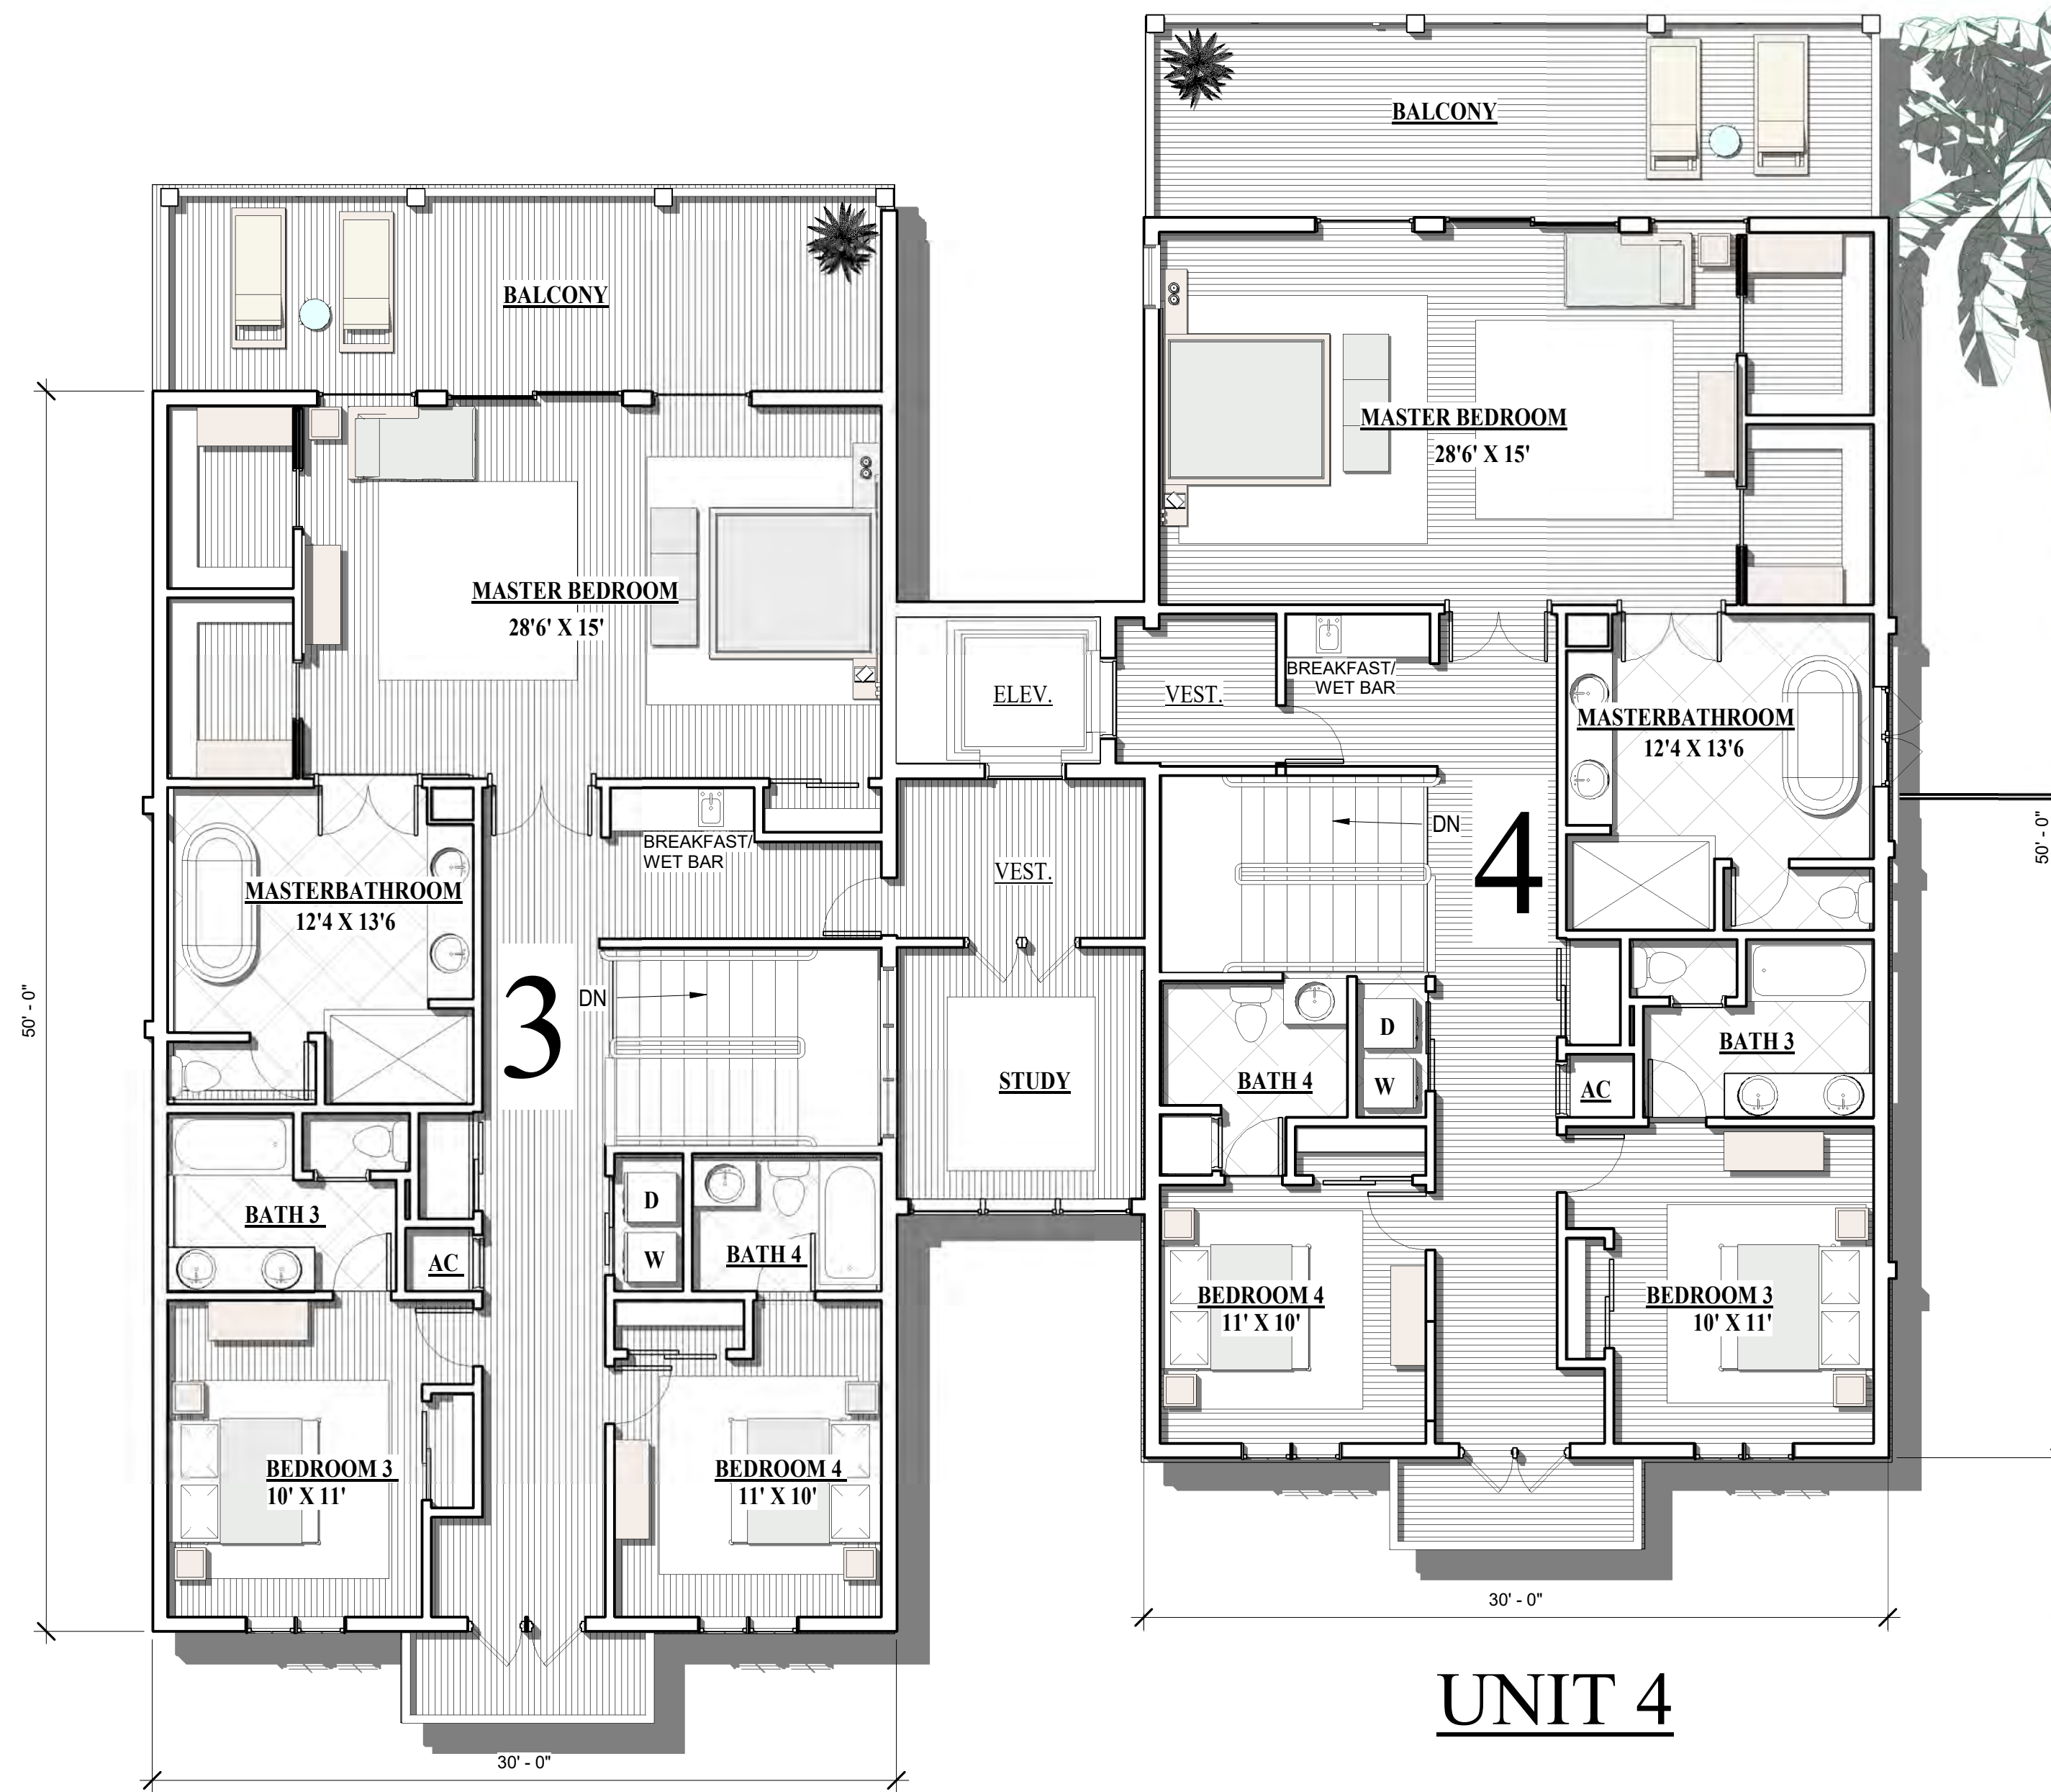 BALCONY
BALCONY
MASTER BEDROOM
28'6' X 15'
MASTER BEDROOM
28'6' X 15'
BREAKFAST/
WET BAR
ELEV.
VEST.
MASTERBATHROOM
12'4 X 13'6
DN
4
50' - 0"
BREAKFAST/
WET BAR
VEST.
MASTERBATHROOM
12'4 X 13'6
50' - 0"
3
DN
STUDY
D
W
BATH 4
BATH 3
AC
D
W
BATH 3
BATH 4
AC
BEDROOM 4
11' X 10'
BEDROOM 3
10' X 11'
BEDROOM 3
10' X 11'
BEDROOM 4
11' X 10'
30' - 0"
UNIT 4
30' - 0"